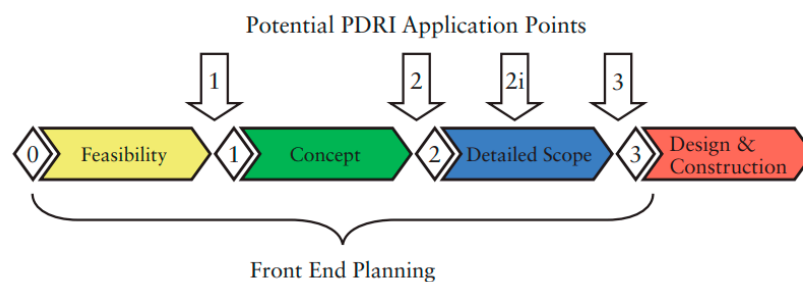 Potential PDRI Application Points
1 2 2i 3
0 Feasibility 1 Concept 2 Detailed Scope 3 Design &
Construction
Front End Planning